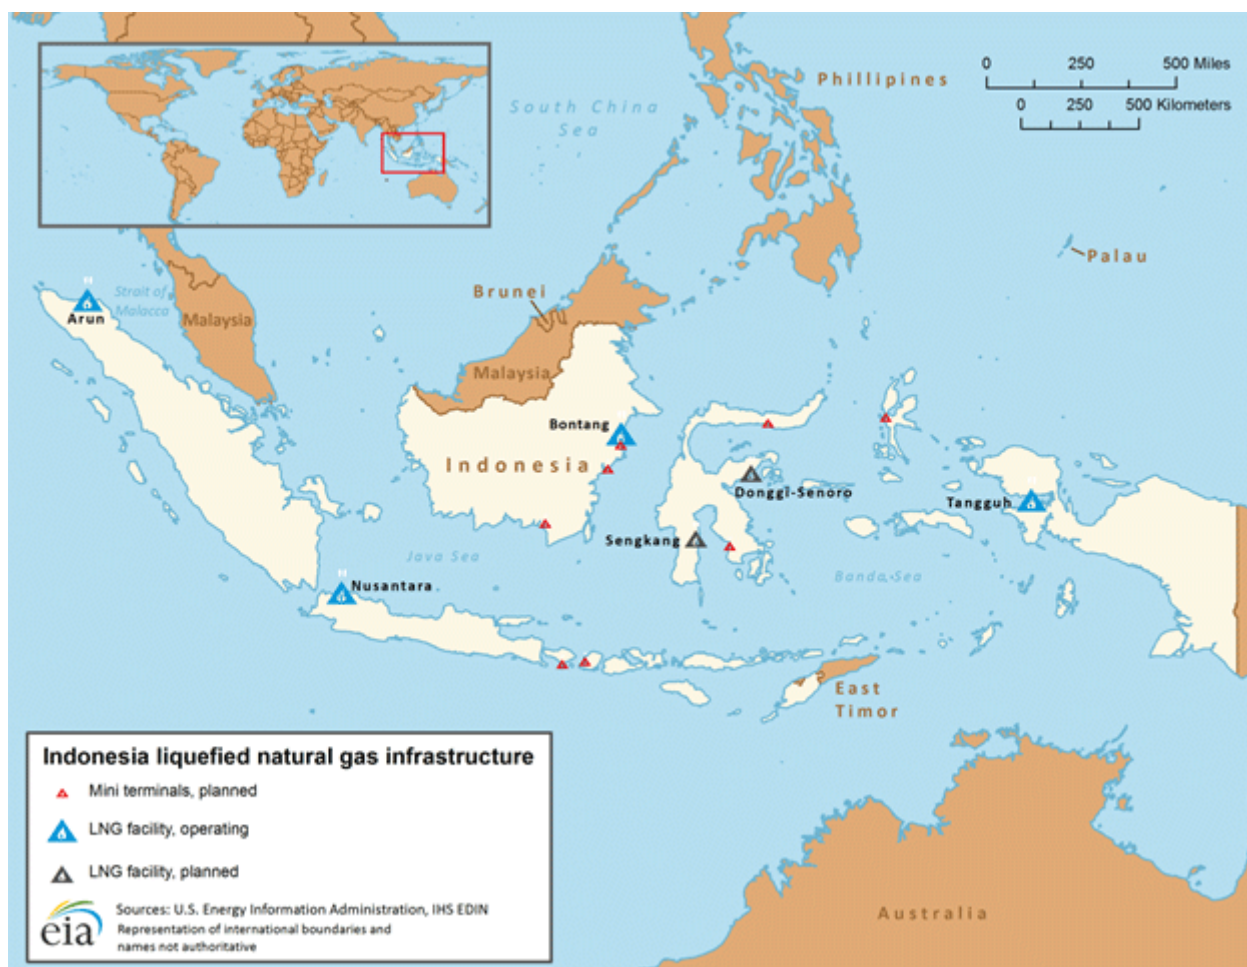 0 250 500 Miles
0 250 500 Kilometers
Phillipines
South China
Sea
Palau
Brunei
Strait of
Malacca
Arun
Malaysia
Malaysia
Bontang
Indonesia
Donggi-Senoro
Tangguh
Sengkang
Java Sea
Banda Sea
Nusantara
East
Timor
Australia
Indonesia liquefied natural gas infrastructure
Mini terminals, planned
LNG facility, operating
LNG facility, planned
eia
Sources: U.S. Energy Information Administration, IHS EDIN
Representation of international boundaries and
names not authoritative